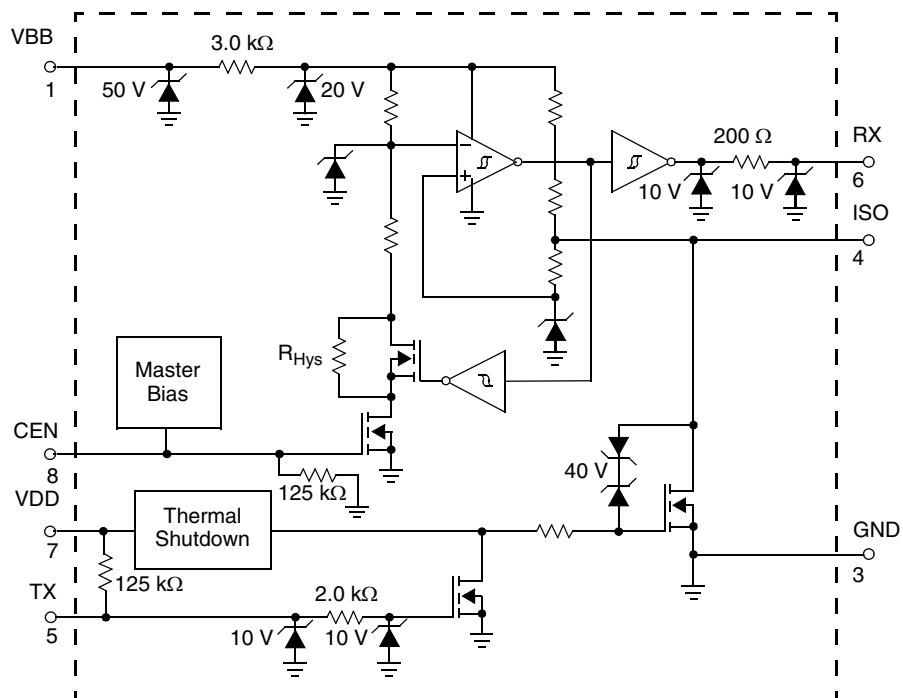 VBB
1
3.0 kΩ
50 V
20 V
200 Ω
RX
6
10 V
10 V
ISO
4
−
+
RHys
Master
Bias
CEN
8
125 kΩ
40 V
VDD
7
Thermal
Shutdown
GND
3
125 kΩ
TX
5
2.0 kΩ
10 V
10 V